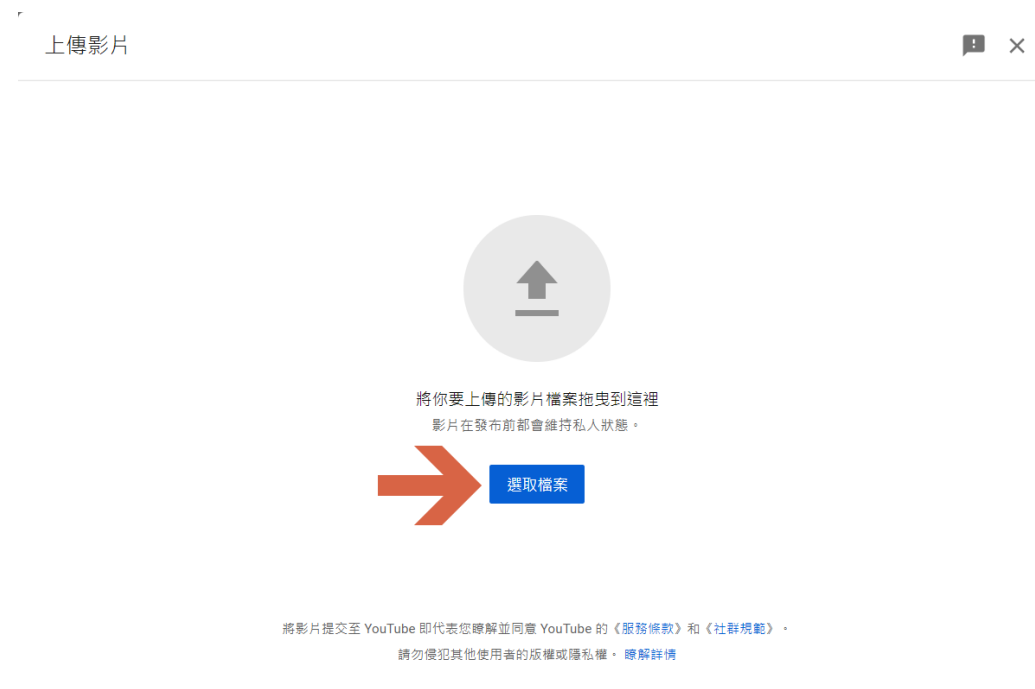 上傳影片
將你要上傳的影片檔案拖曳到這裡
影片在發布前都會維持私人狀態。
選取檔案
將影片提交至 YouTube 即代表您瞭解並同意 YouTube 的《服務條款》和《社群規範》。
請勿侵犯其他使用者的版權或隱私權。 瞭解詳情